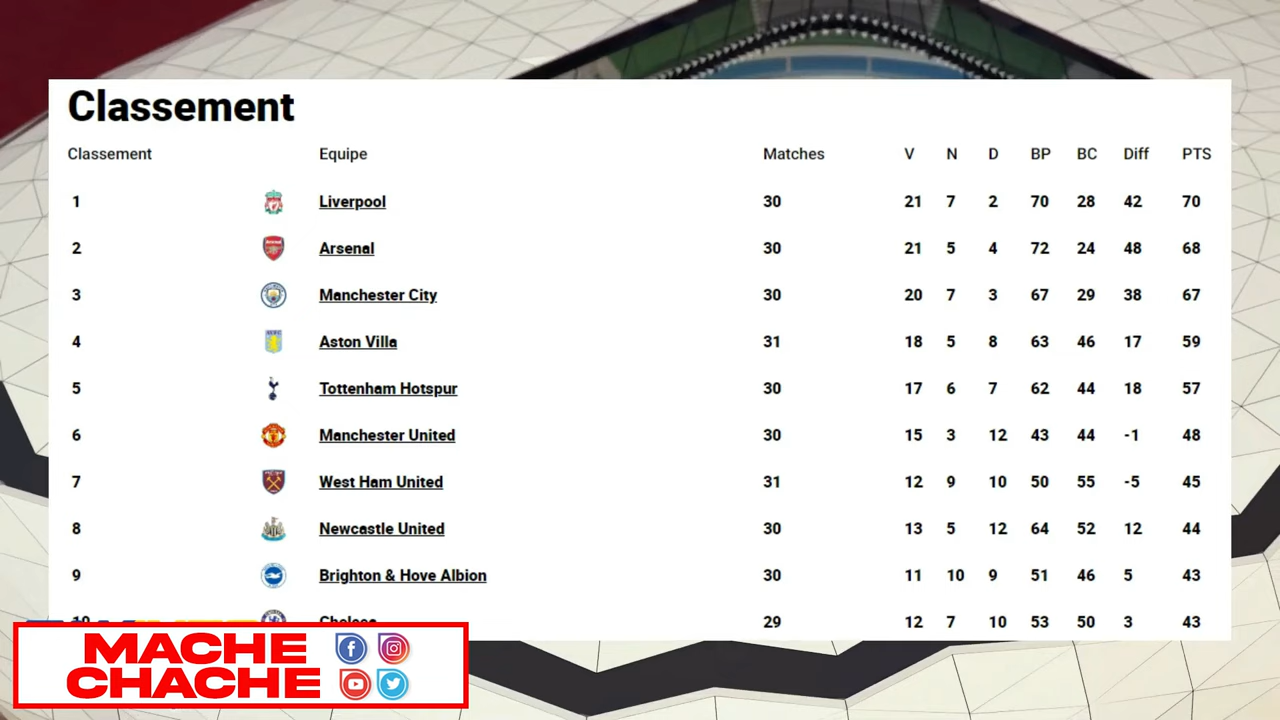 Classement
Classement Equipe Matches V N D BP BC Diff PTS
1 Liverpool 30 21 7 2 70 28 42 70
2 Arsenal 30 21 5 4 72 24 48 68
3 Manchester City 30 20 7 3 67 29 38 67
4 Aston Villa 31 18 5 8 63 46 17 59
5 Tottenham Hotspur 30 17 6 7 62 44 18 57
6 Manchester United 30 15 3 12 43 44 -1 48
7 West Ham United 31 12 9 10 50 55 -5 45
8 Newcastle United 30 13 5 12 64 52 12 44
9 Brighton & Hove Albion 30 11 10 9 51 46 5 43
10 Chelsea 29 12 7 10 53 50 3 43
MACHE
CHACHE